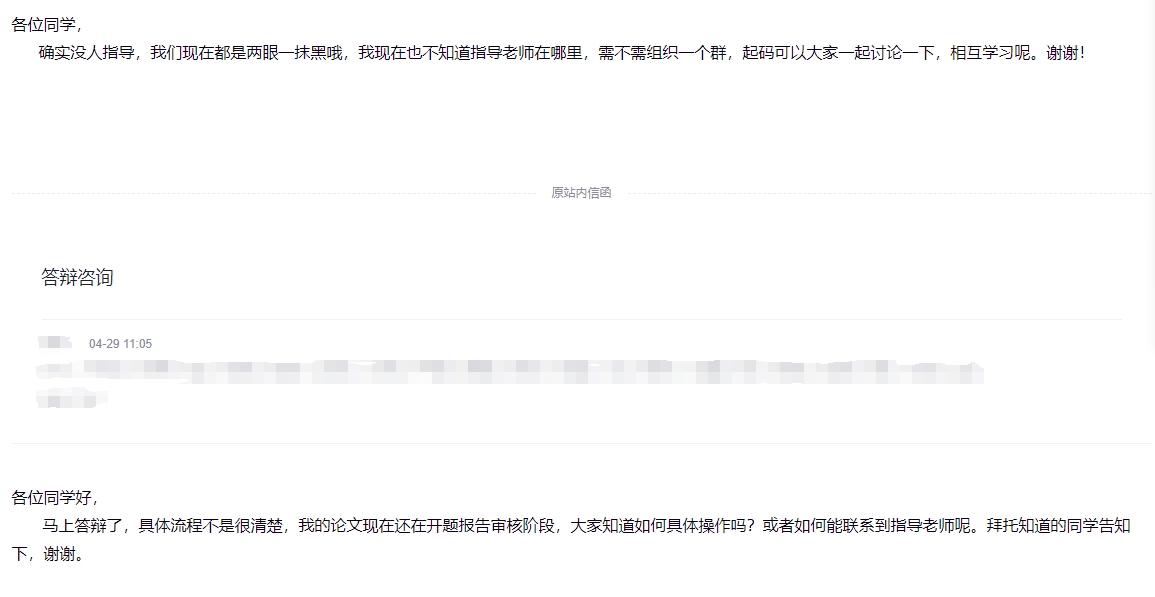 各位同学，
确实没人指导，我们现在都是两眼一抹黑哦，我现在也不知道指导老师在哪里，需不需组织一个群，起码可以大家一起讨论一下，相互学习呢。谢谢！
原站内信函
答辩咨询
04-29 11:05
各位同学好，
马上答辩了，具体流程不是很清楚，我的论文现在还在开题报告审核阶段，大家知道如何具体操作吗？或者如何能联系到指导老师呢。拜托知道的同学告知
下，谢谢。